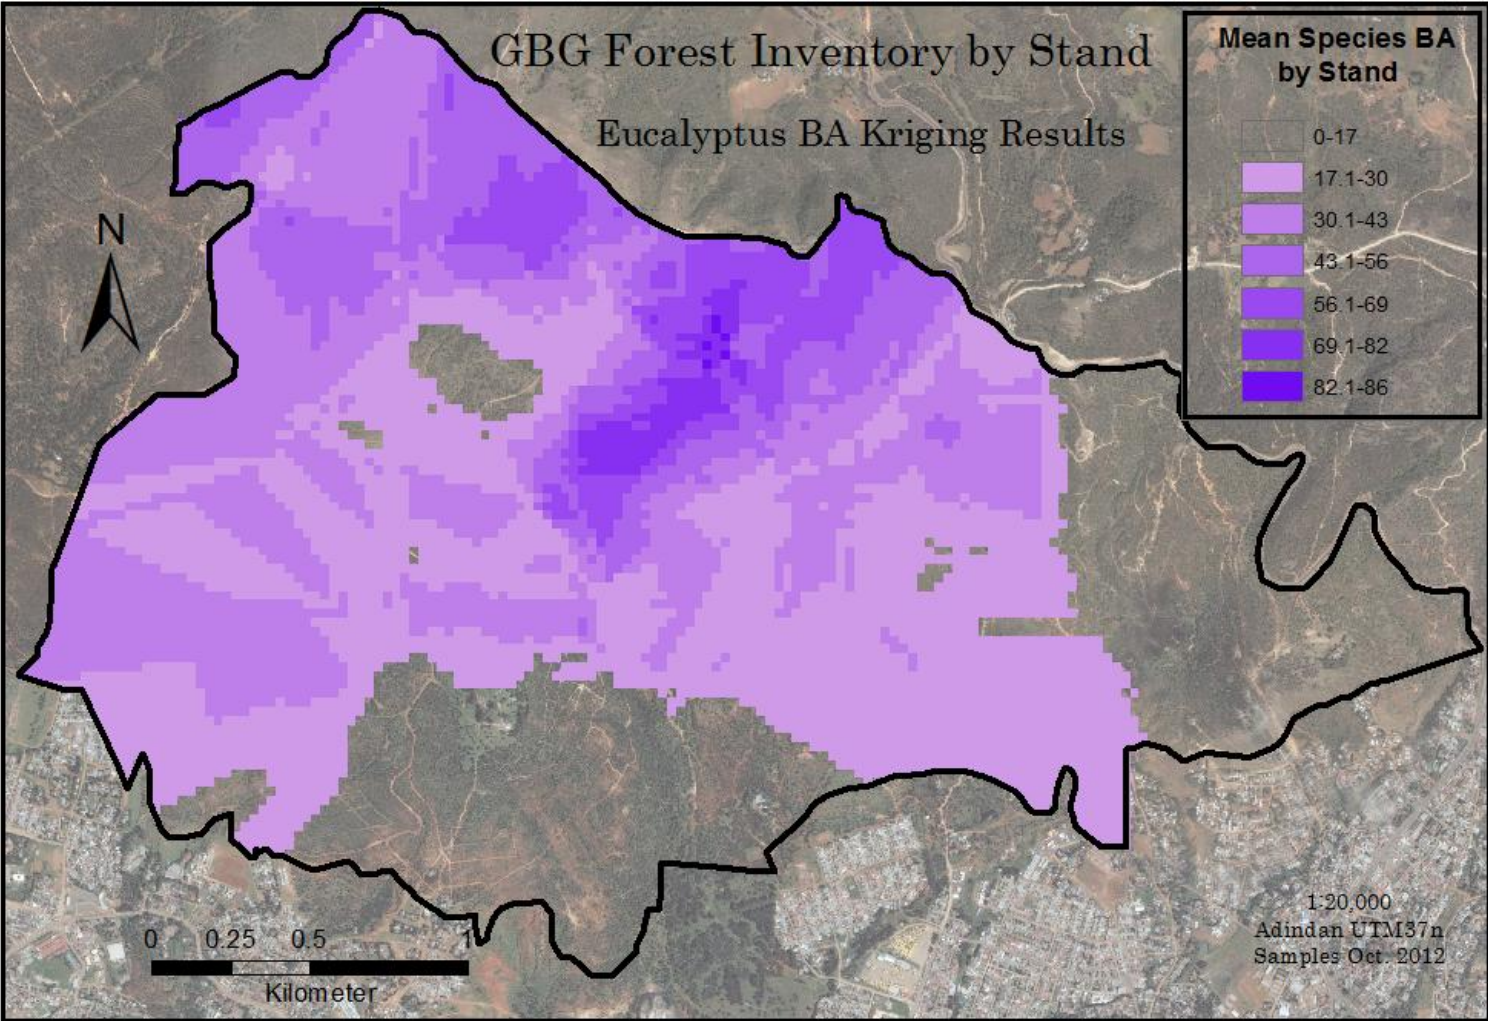 GBG Forest Inventory by Stand
Eucalyptus BA Kriging Results
Mean Species BA
by Stand
0-17
17.1-30
30.1-43
43.1-56
56.1-69
69.1-82
82.1-86
N
0 0.25 0.5 1
Kilometer
1:20,000
Adindan UTM37n
Samples Oct. 2012